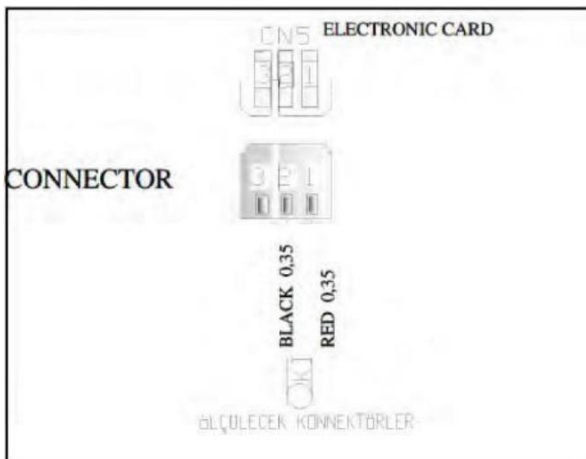 CN5 ELECTRONIC CARD
3 2 1
CONNECTOR
3 2 1
BLACK 0,35
RED 0,35
ÖLÇÜLECEK KONNEKTÖRLER